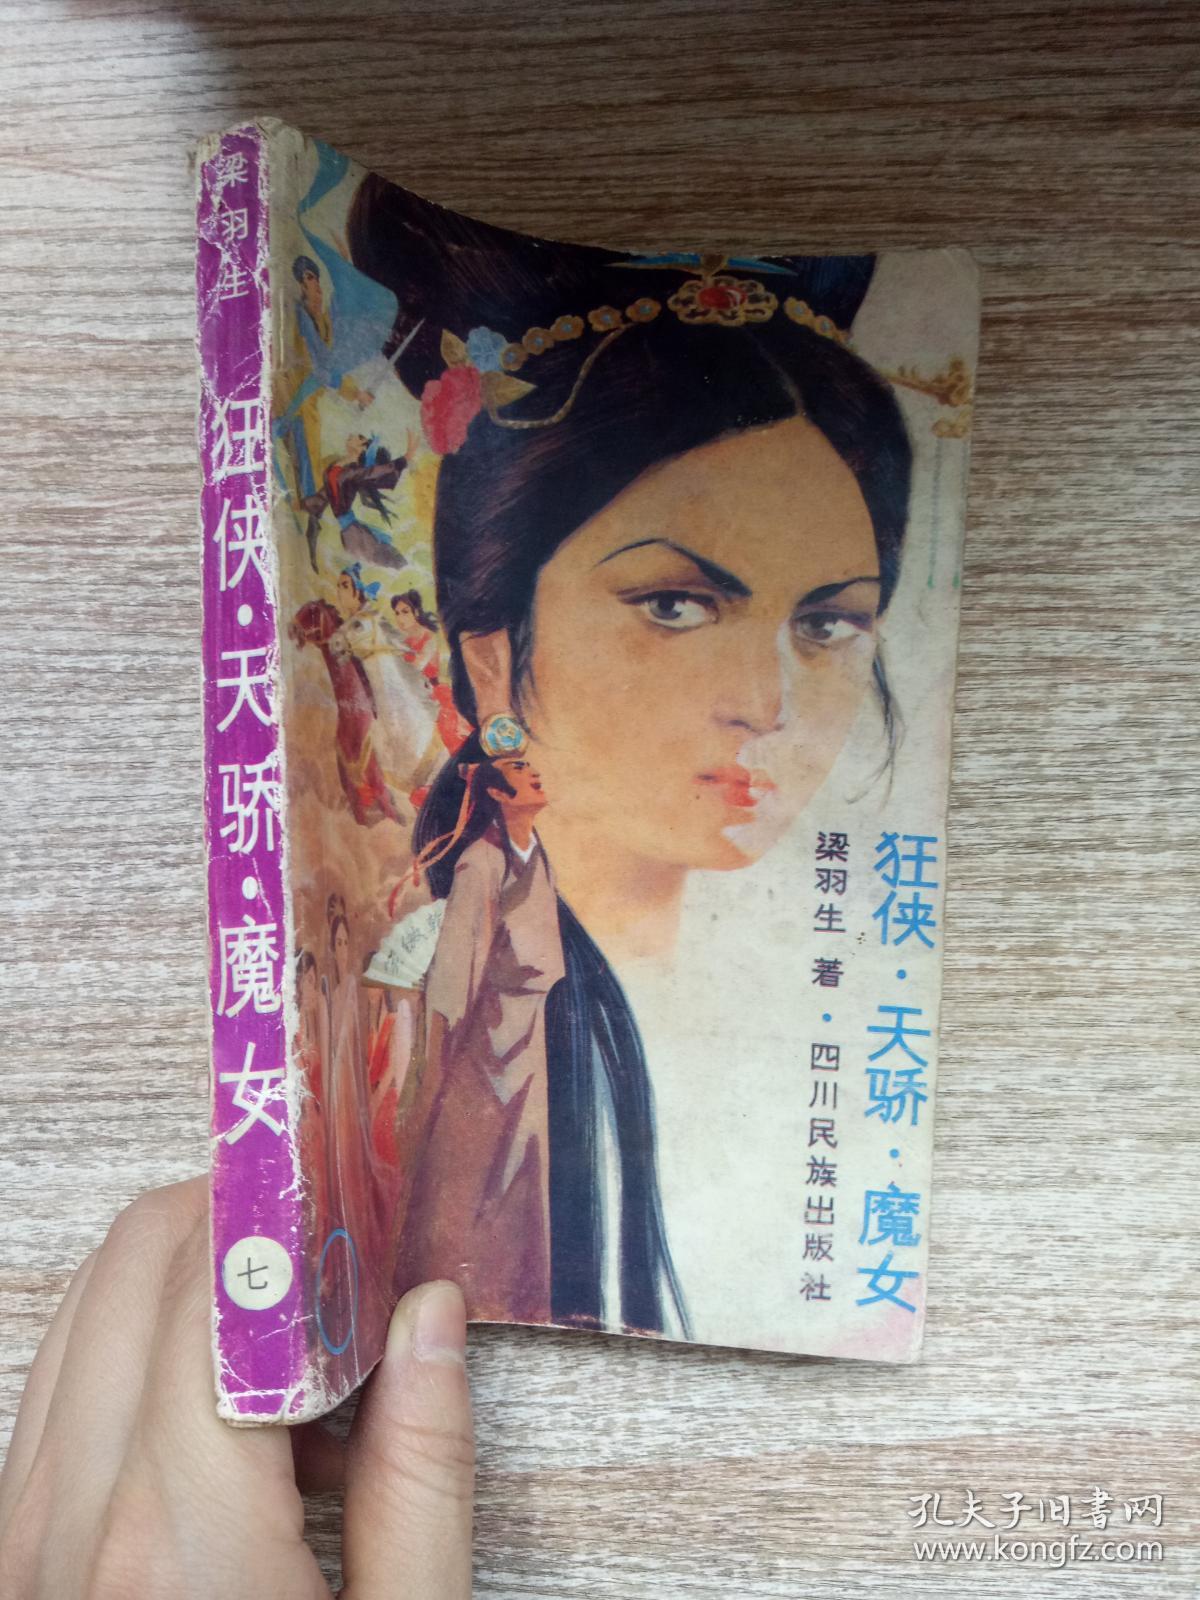 梁羽生
狂侠·天骄·魔女
七
狂侠·天骄·魔女
梁羽生 著·四川民族出版社
孔夫子旧書网
www.kongfz.com